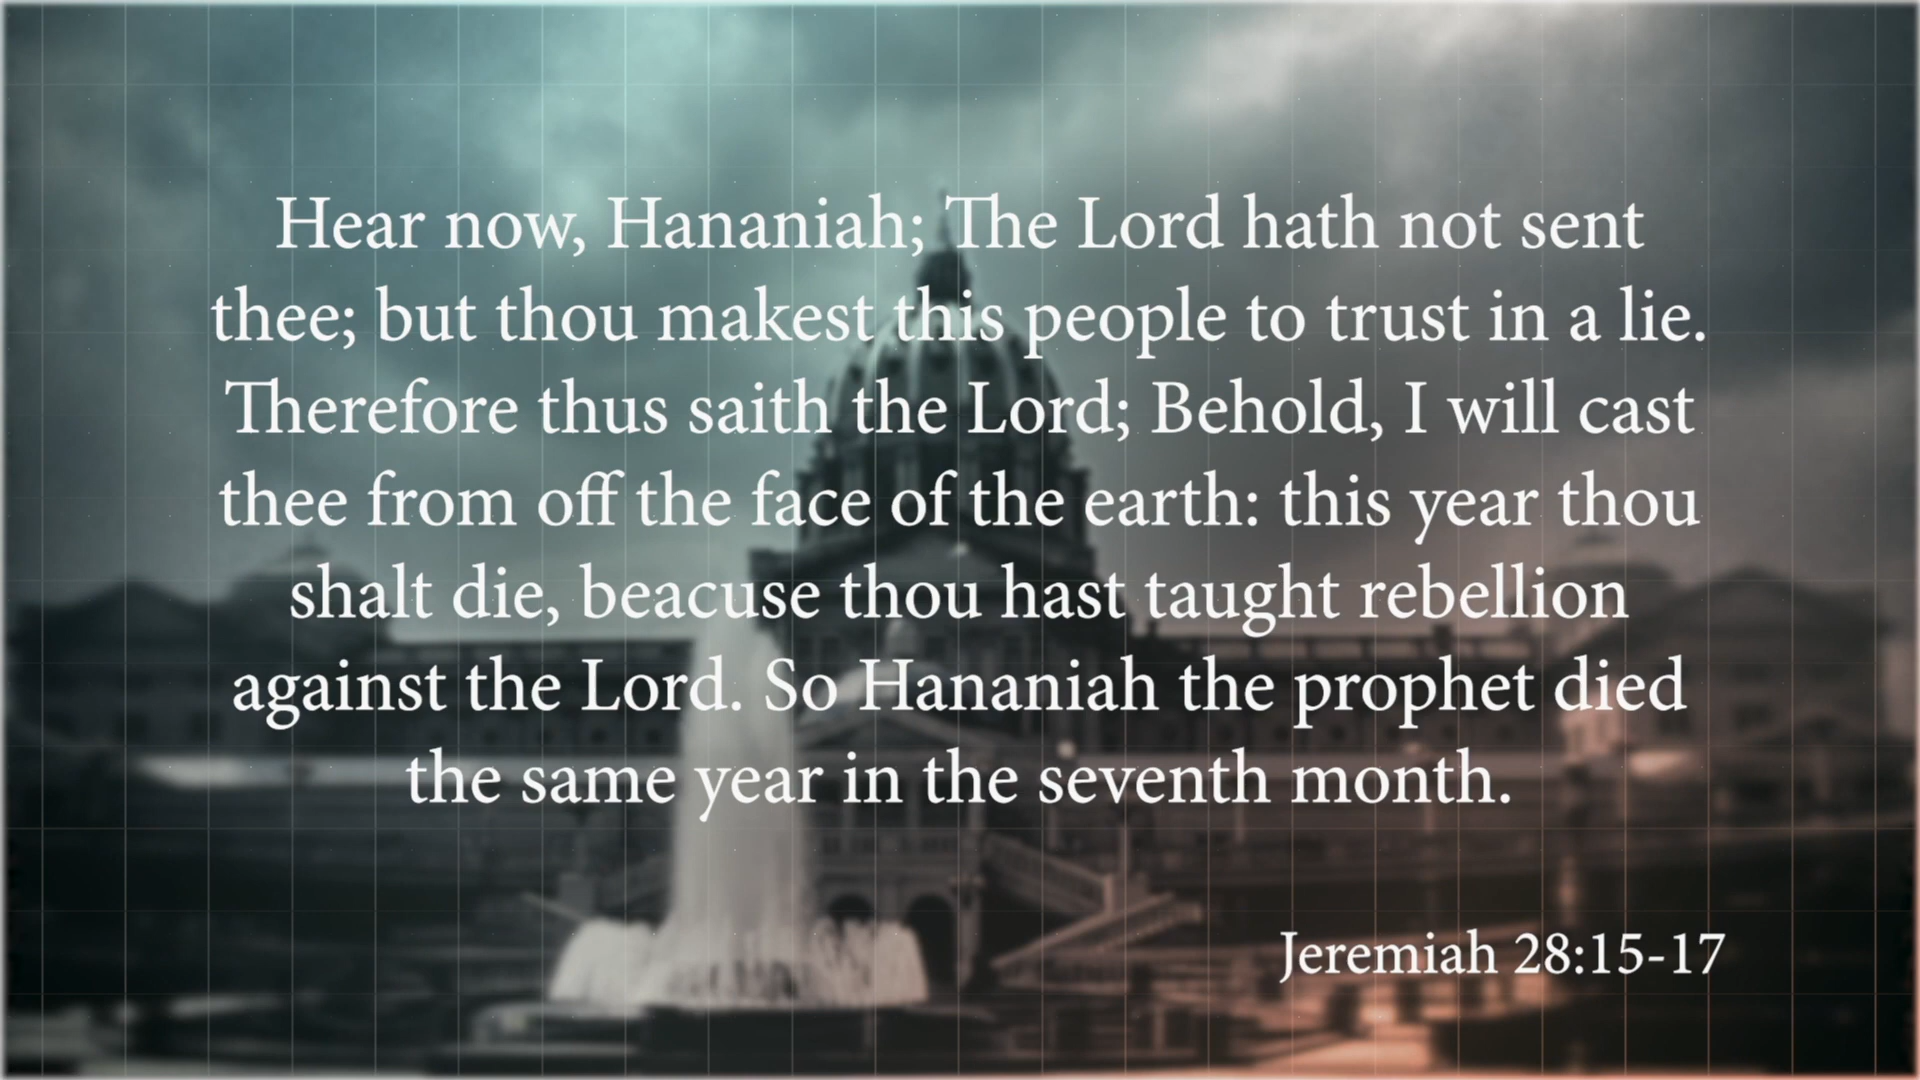 Hear now, Hananiah; The Lord hath not sent
thee; but thou makest this people to trust in a lie.
Therefore thus saith the Lord; Behold, I will cast
thee from off the face of the earth: this year thou
shalt die, beacuse thou hast taught rebellion
against the Lord. So Hananiah the prophet died
the same year in the seventh month.
Jeremiah 28:15-17